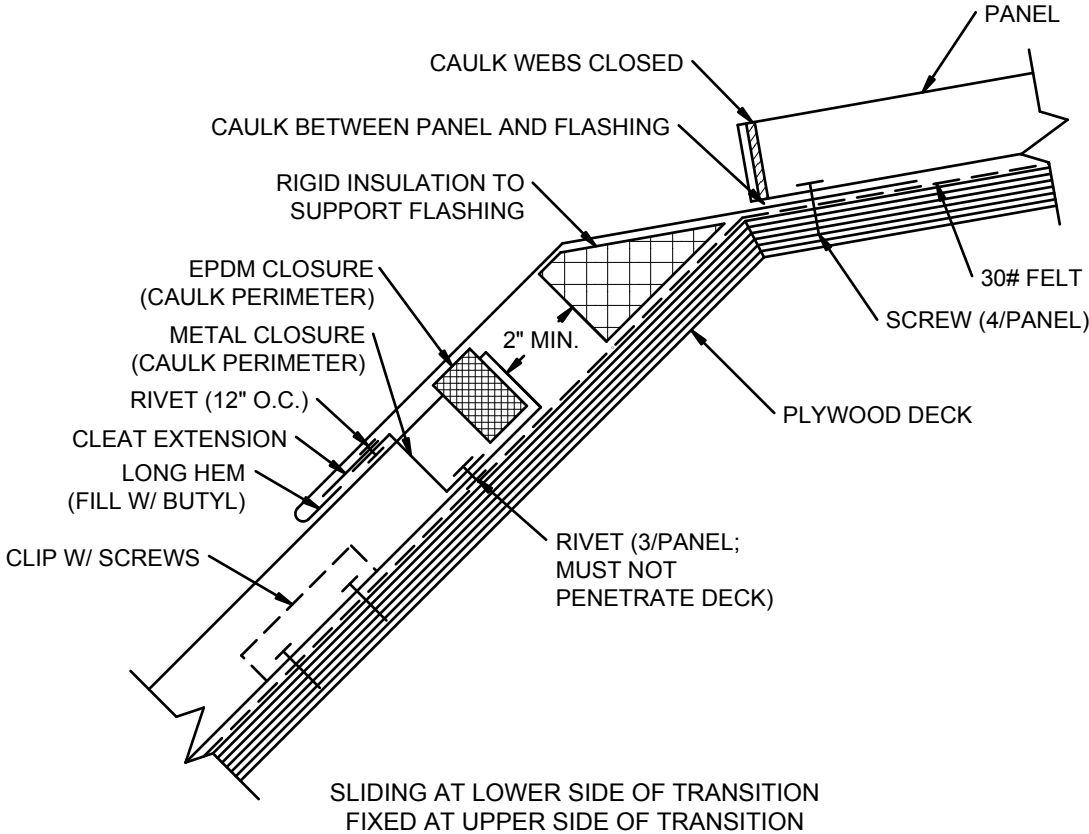 PANEL
CAULK WEBS CLOSED
CAULK BETWEEN PANEL AND FLASHING
RIGID INSULATION TO
SUPPORT FLASHING
EPDM CLOSURE
(CAULK PERIMETER)
METAL CLOSURE
(CAULK PERIMETER)
RIVET (12" O.C.)
CLEAT EXTENSION
LONG HEM
(FILL W/ BUTYL)
CLIP W/ SCREWS
2" MIN.
30# FELT
SCREW (4/PANEL)
PLYWOOD DECK
RIVET (3/PANEL;
MUST NOT
PENETRATE DECK)
SLIDING AT LOWER SIDE OF TRANSITION
FIXED AT UPPER SIDE OF TRANSITION